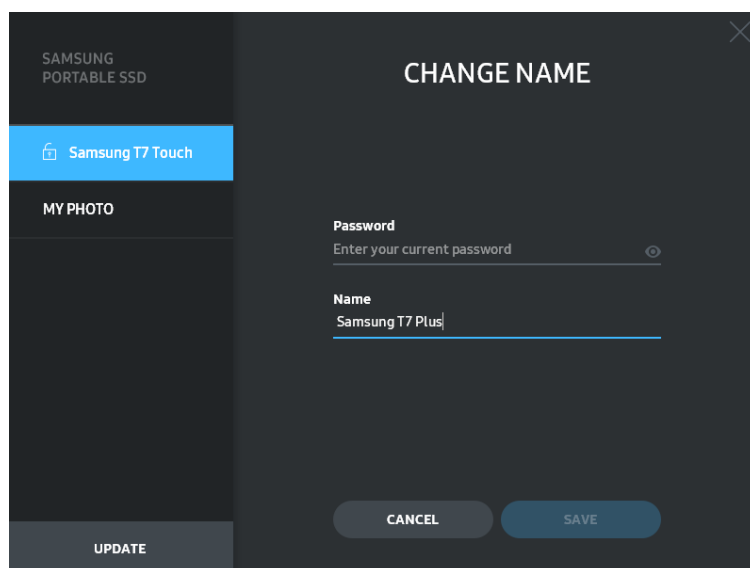 SAMSUNG
PORTABLE SSD
Samsung T7 Touch
MY PHOTO
UPDATE
CHANGE NAME
Password
Enter your current password
Name
Samsung T7 Plus
CANCEL
SAVE